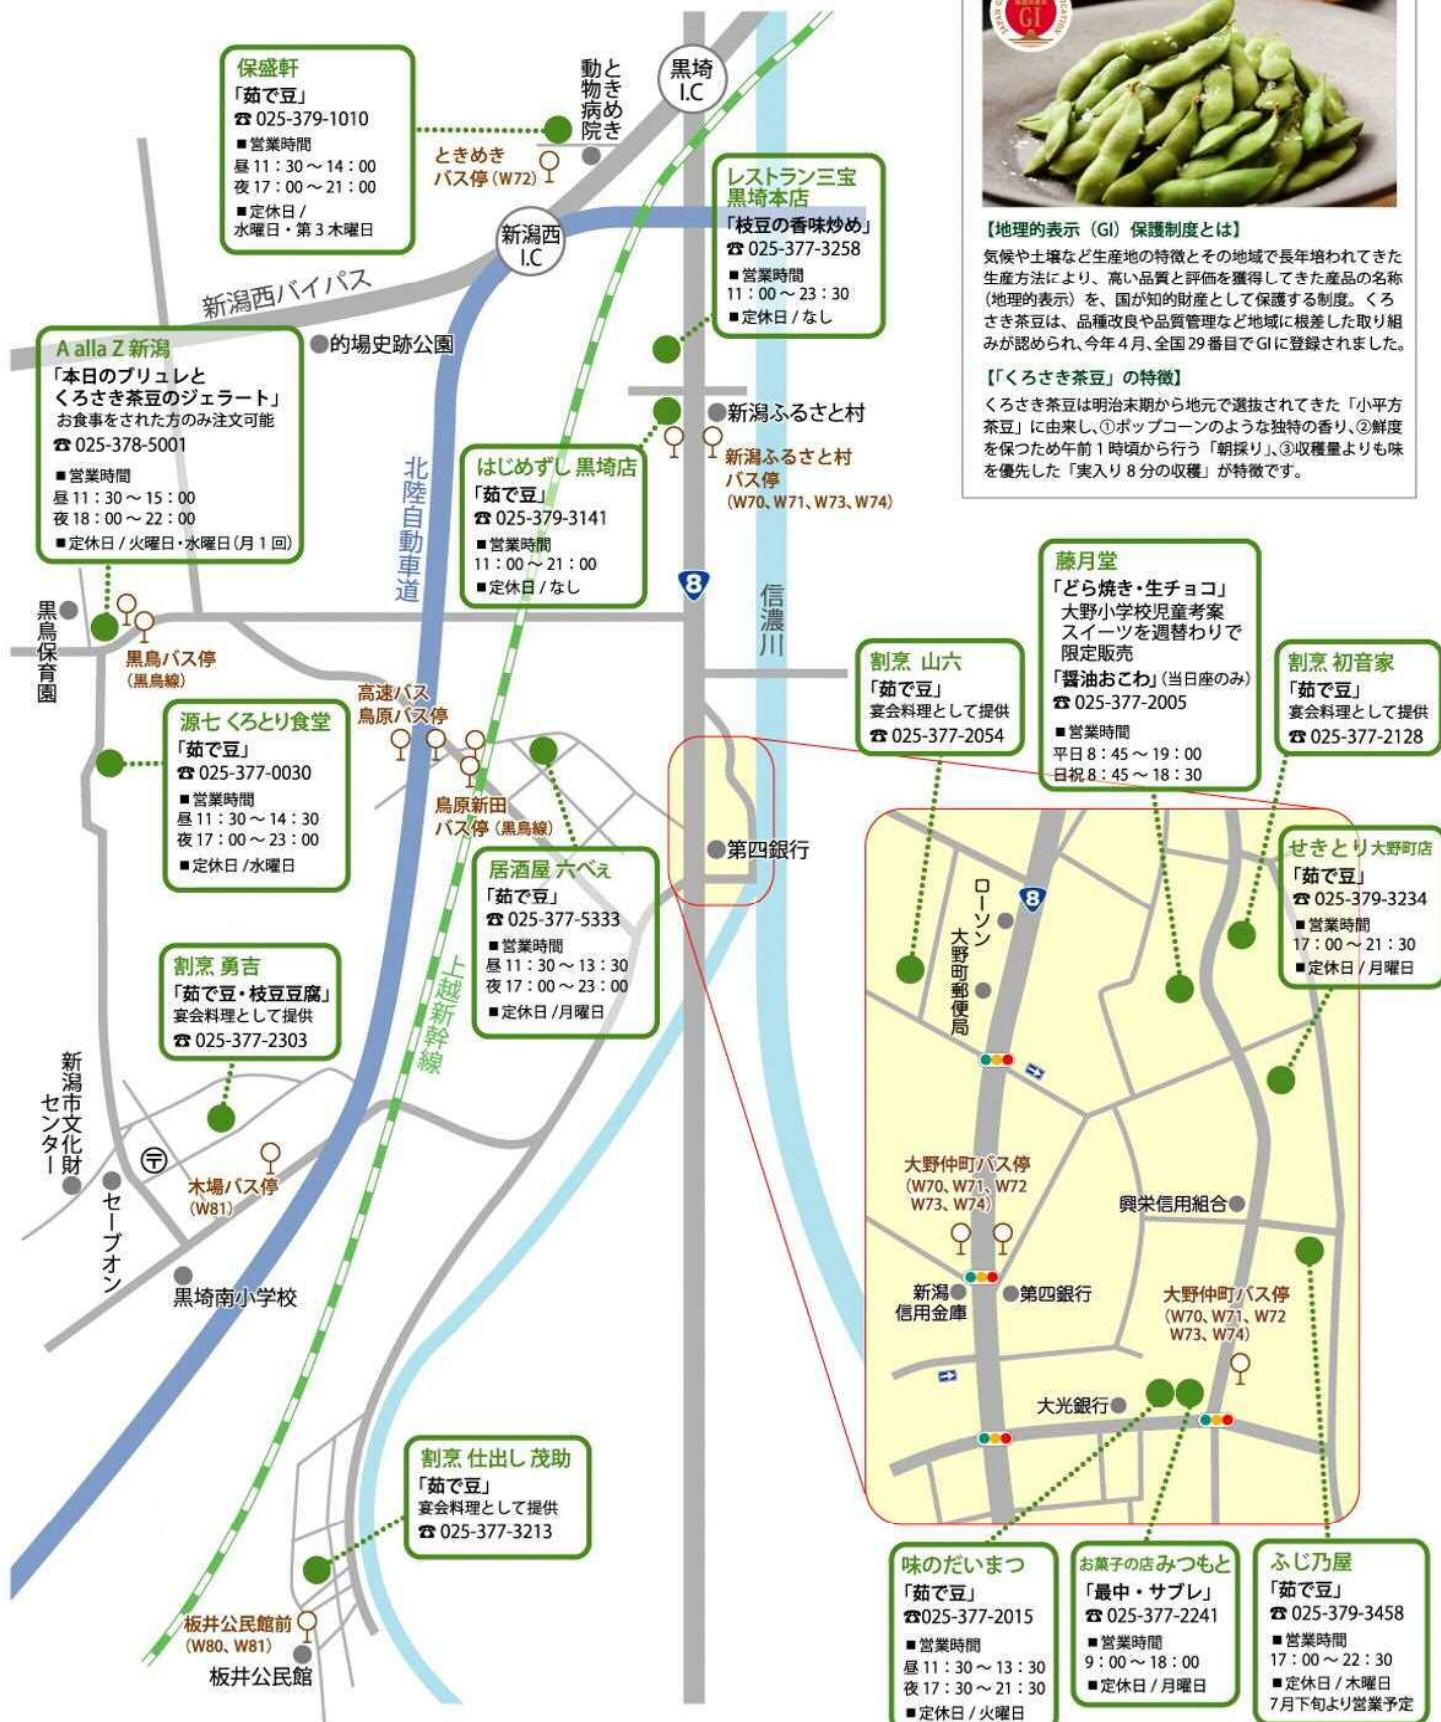 JAPAN G
ICATION
GI
黒埼
I.C
ときめき
動物病院
保盛軒
「茹で豆」
☎ 025-379-1010
■営業時間
昼 11：30～14：00
夜 17：00～21：00
■定休日/
水曜日・第3木曜日
ときめき
バス停 (W72)
新潟西
I.C
新潟西バイパス
レストラン三宝
黒埼本店
「枝豆の香味炒め」
☎ 025-377-3258
■営業時間
11：00～23：30
■定休日/なし
【地理的表示（GI）保護制度とは】
気候や土壌など生産地の特徴とその地域で長年培われてきた
生産方法により、高い品質と評価を獲得してきた産品の名称
（地理的表示）を、国が知的財産として保護する制度。くろ
さき茶豆は、品種改良や品質管理など地域に根差した取り組
みが認められ、今年4月、全国29番目でGIに登録されました。
【「くろさき茶豆」の特徴】
くろさき茶豆は明治末期から地元で選抜されてきた「小平方
茶豆」に由来し、①ポップコーンのような独特の香り、②鮮度
を保つため午前1時頃から行う「朝採り」、③収穫量よりも味
を優先した「実入り8分の収穫」が特徴です。
A alla Z 新潟
「本日のブリュレと
くろさき茶豆のジェラート」
お食事をされた方のみ注文可能
☎ 025-378-5001
■営業時間
昼 11：30～15：00
夜 18：00～22：00
■定休日/火曜日・水曜日(月1回)
的場史跡公園
北陸自動車道
はじめずし 黒埼店
「茹で豆」
☎ 025-379-3141
■営業時間
11：00～21：00
■定休日/なし
新潟ふるさと村
新潟ふるさと村
バス停
(W70、W71、W73、W74)
8
信濃川
黒鳥保育園
黒鳥バス停
(黒鳥線)
高速バス
鳥原バス停
源七 くろとり食堂
「茹で豆」
☎ 025-377-0030
■営業時間
昼 11：30～14：30
夜 17：00～23：00
■定休日/水曜日
鳥原新田
バス停 (黒鳥線)
居酒屋 六べぇ
「茹で豆」
☎ 025-377-5333
■営業時間
昼 11：30～13：30
夜 17：00～23：00
■定休日/月曜日
第四銀行
割烹 山六
「茹で豆」
宴会料理として提供
☎ 025-377-2054
藤月堂
「どら焼き・生チョコ」
大野小学校児童考案
スイーツを週替わりで
限定販売
「醤油おこわ」(当日座のみ)
☎ 025-377-2005
■営業時間
平日 8：45～19：00
日祝 8：45～18：30
割烹 初音家
「茹で豆」
宴会料理として提供
☎ 025-377-2128
せきとり 大野町店
「茹で豆」
☎ 025-379-3234
■営業時間
17：00～21：30
■定休日/月曜日
ローソン
8
大野町郵便局
割烹 勇吉
「茹で豆・枝豆豆腐」
宴会料理として提供
☎ 025-377-2303
上越新幹線
新潟市文化財
センター
〒
セーブオン
木場バス停
(W81)
黒埼南小学校
大野仲町バス停
(W70、W71、W72
W73、W74)
興栄信用組合
新潟
信用金庫
第四銀行
大野仲町バス停
(W70、W71、W72
W73、W74)
大光銀行
割烹 仕出し 茂助
「茹で豆」
宴会料理として提供
☎ 025-377-3213
板井公民館前
(W80、W81)
板井公民館
味のだいまつ
「茹で豆」
☎025-377-2015
■営業時間
昼 11：30～13：30
夜 17：30～21：30
■定休日/火曜日
お菓子の店 みつもと
「最中・サブレ」
☎ 025-377-2241
■営業時間
9：00～18：00
■定休日/月曜日
ふじ乃屋
「茹で豆」
☎ 025-379-3458
■営業時間
17：00～22：30
■定休日/木曜日
7月下旬より営業予定